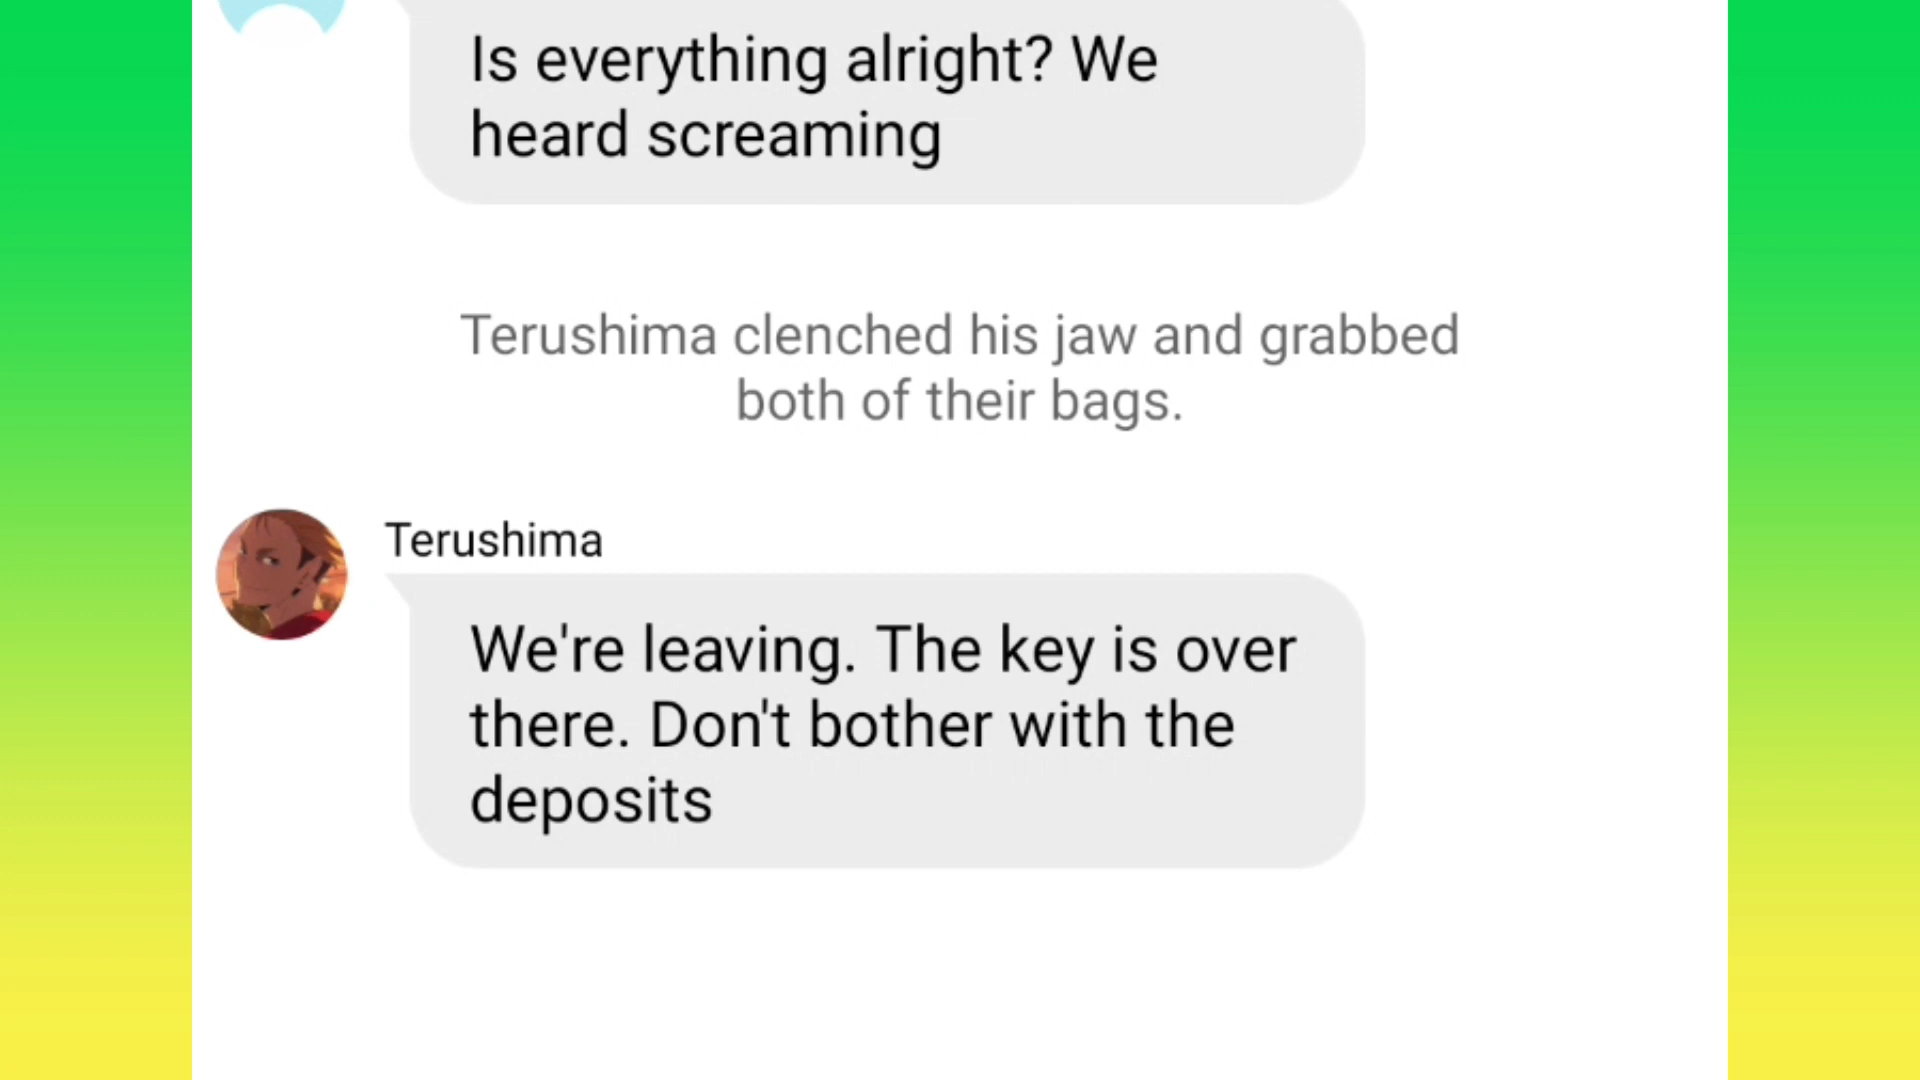 Is everything alright? We
heard screaming
Terushima clenched his jaw and grabbed
both of their bags.
Terushima
We're leaving. The key is over
there. Don't bother with the
deposits